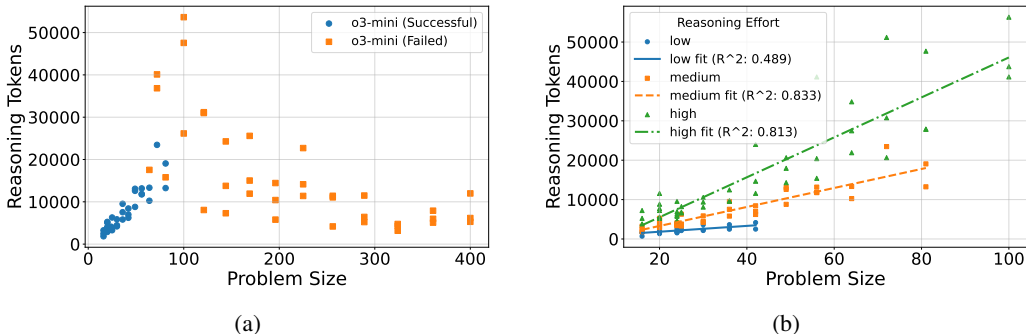 50000
40000
30000
20000
10000
0
Reasoning Tokens
o3-mini (Successful)
o3-mini (Failed)
0 100 200 300 400
Problem Size
(a)
50000
40000
30000
20000
10000
0
Reasoning Tokens
Reasoning Effort
low
low fit (R^2: 0.489)
medium
medium fit (R^2: 0.833)
high
high fit (R^2: 0.813)
20 40 60 80 100
Problem Size
(b)